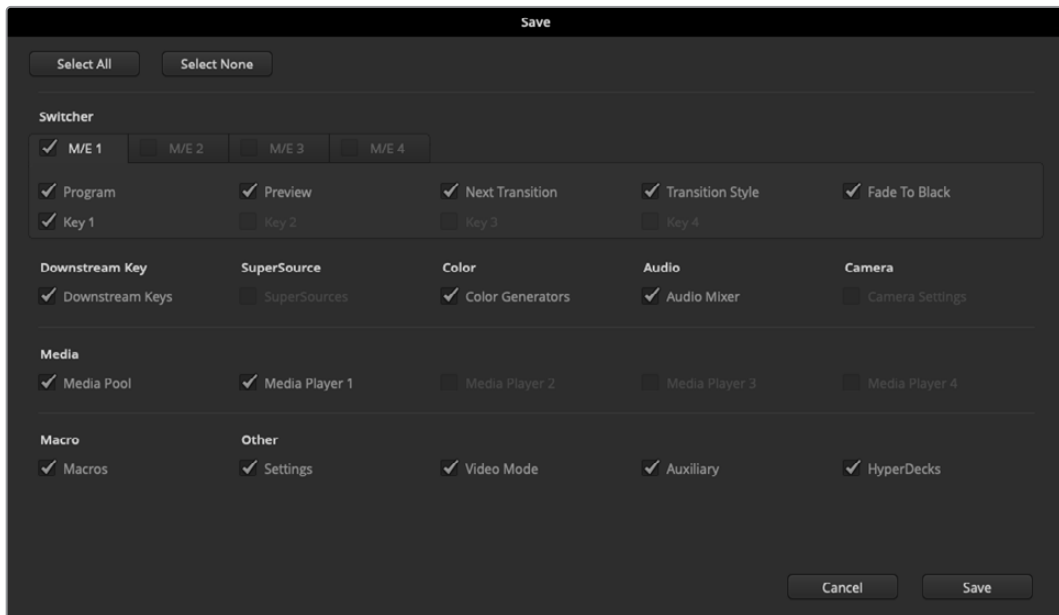 Save
Select All Select None
Switcher
M/E 1 M/E 2 M/E 3 M/E 4
Program Preview Next Transition Transition Style Fade To Black
Key 1 Key 2 Key 3 Key 4
Downstream Key SuperSource Color Audio Camera
Downstream Keys SuperSources Color Generators Audio Mixer Camera Settings
Media
Media Pool Media Player 1 Media Player 2 Media Player 3 Media Player 4
Macro Other
Macros Settings Video Mode Auxiliary HyperDecks
Cancel Save